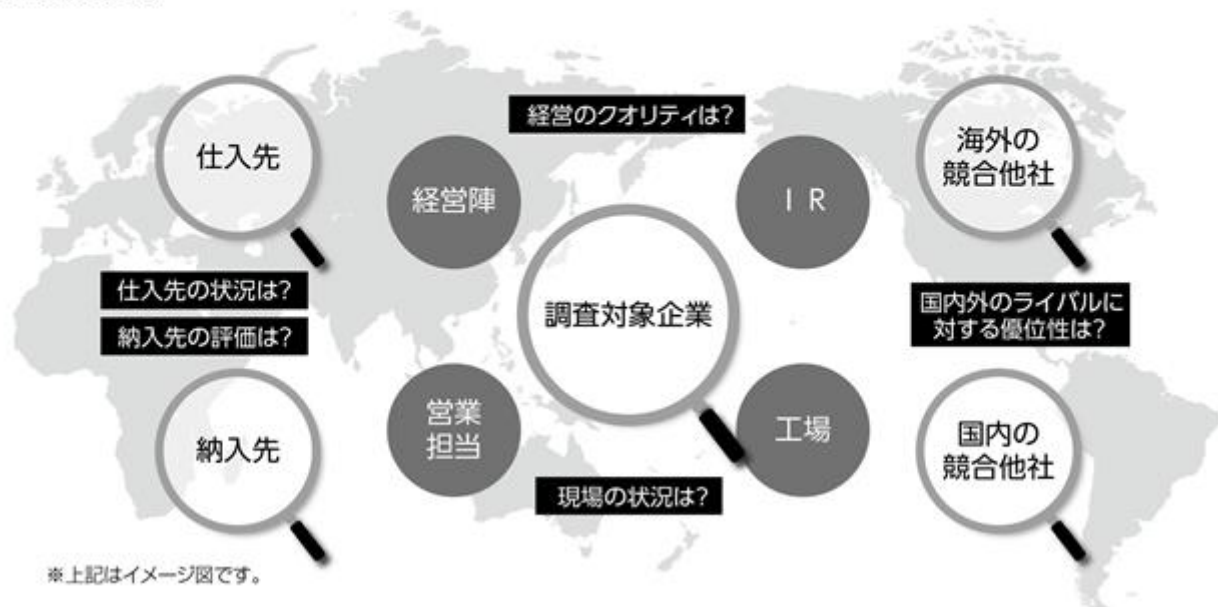 経営のクオリティは?
仕入先
経営陣
ＩＲ
海外の
競合他社
仕入先の状況は?
納入先の評価は?
調査対象企業
国内外のライバルに
対する優位性は?
納入先
営業
担当
工場
国内の
競合他社
現場の状況は?
※上記はイメージ図です。